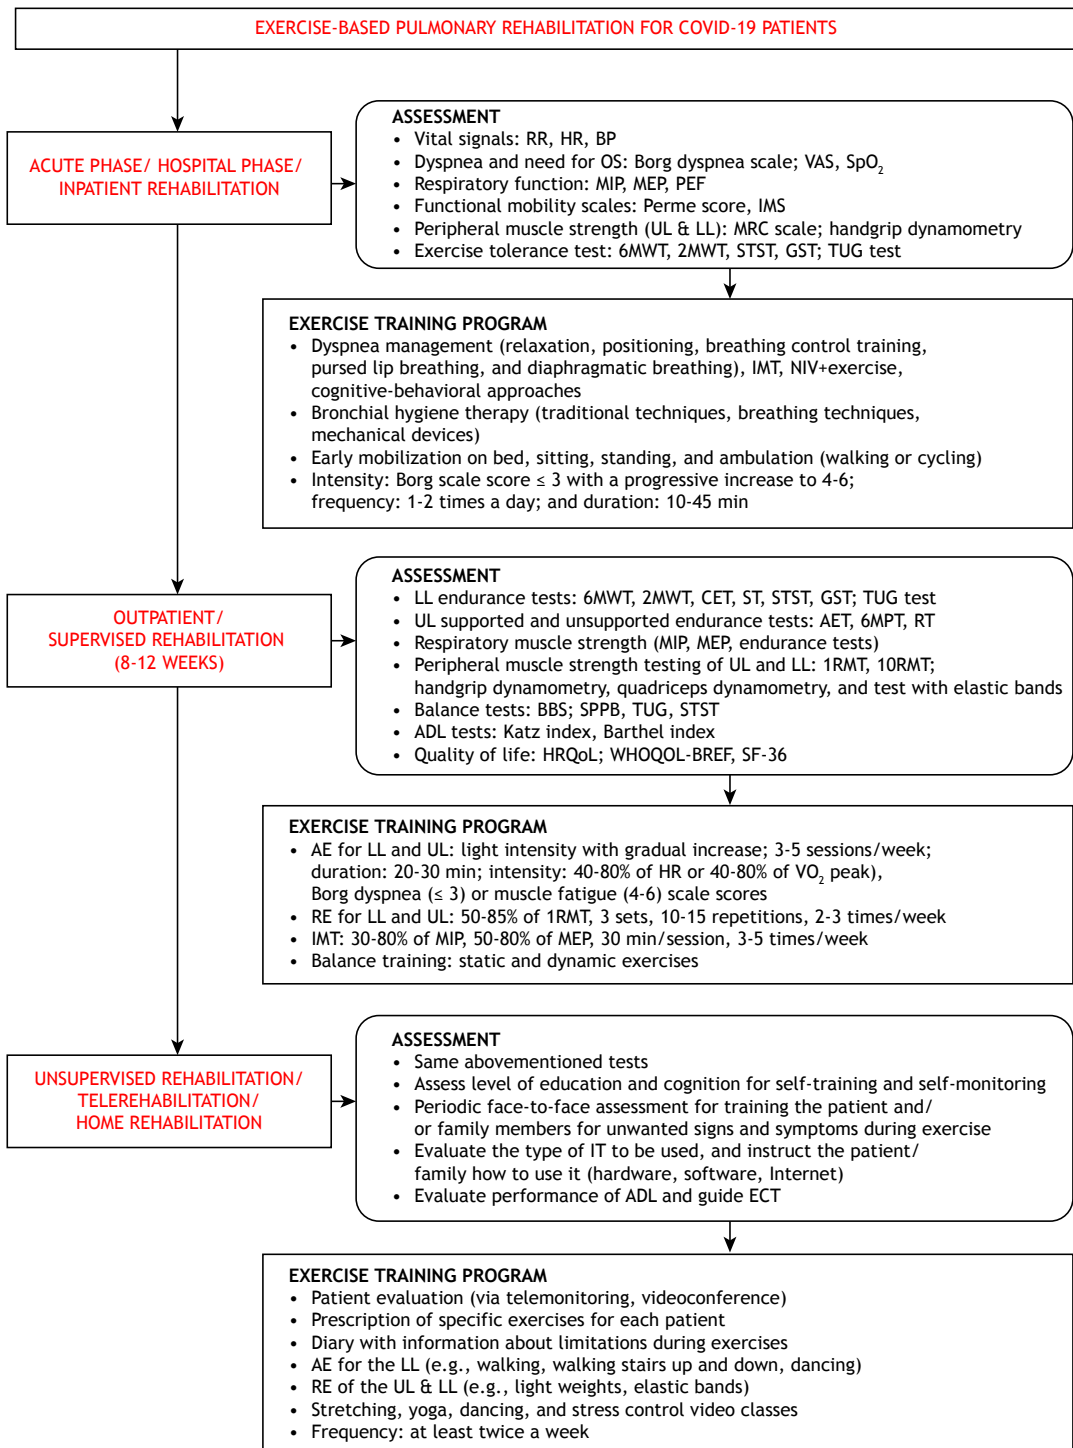 EXERCISE-BASED PULMONARY REHABILITATION FOR COVID-19 PATIENTS
ACUTE PHASE/ HOSPITAL PHASE/
INPATIENT REHABILITATION
ASSESSMENT
• Vital signals: RR, HR, BP
• Dyspnea and need for OS: Borg dyspnea scale; VAS, SpO₂
• Respiratory function: MIP, MEP, PEF
• Functional mobility scales: Perme score, IMS
• Peripheral muscle strength (UL & LL): MRC scale; handgrip dynamometry
• Exercise tolerance test: 6MWT, 2MWT, STST, GST; TUG test
EXERCISE TRAINING PROGRAM
• Dyspnea management (relaxation, positioning, breathing control training,
pursed lip breathing, and diaphragmatic breathing), IMT, NIV+exercise,
cognitive-behavioral approaches
• Bronchial hygiene therapy (traditional techniques, breathing techniques,
mechanical devices)
• Early mobilization on bed, sitting, standing, and ambulation (walking or cycling)
• Intensity: Borg scale score ≤ 3 with a progressive increase to 4-6;
frequency: 1-2 times a day; and duration: 10-45 min
OUTPATIENT/
SUPERVISED REHABILITATION
(8-12 WEEKS)
ASSESSMENT
• LL endurance tests: 6MWT, 2MWT, CET, ST, STST, GST; TUG test
• UL supported and unsupported endurance tests: AET, 6MPT, RT
• Respiratory muscle strength (MIP, MEP, endurance tests)
• Peripheral muscle strength testing of UL and LL: 1RMT, 10RMT;
handgrip dynamometry, quadriceps dynamometry, and test with elastic bands
• Balance tests: BBS; SPPB, TUG, STST
• ADL tests: Katz index, Barthel index
• Quality of life: HRQoL; WHOQOL-BREF, SF-36
EXERCISE TRAINING PROGRAM
• AE for LL and UL: light intensity with gradual increase; 3-5 sessions/week;
duration: 20-30 min; intensity: 40-80% of HR or 40-80% of VO₂ peak),
Borg dyspnea (≤ 3) or muscle fatigue (4-6) scale scores
• RE for LL and UL: 50-85% of 1RMT, 3 sets, 10-15 repetitions, 2-3 times/week
• IMT: 30-80% of MIP, 50-80% of MEP, 30 min/session, 3-5 times/week
• Balance training: static and dynamic exercises
UNSUPERVISED REHABILITATION/
TELEREHABILITATION/
HOME REHABILITATION
ASSESSMENT
• Same abovementioned tests
• Assess level of education and cognition for self-training and self-monitoring
• Periodic face-to-face assessment for training the patient and/
or family members for unwanted signs and symptoms during exercise
• Evaluate the type of IT to be used, and instruct the patient/
family how to use it (hardware, software, Internet)
• Evaluate performance of ADL and guide ECT
EXERCISE TRAINING PROGRAM
• Patient evaluation (via telemonitoring, videoconference)
• Prescription of specific exercises for each patient
• Diary with information about limitations during exercises
• AE for the LL (e.g., walking, walking stairs up and down, dancing)
• RE of the UL & LL (e.g., light weights, elastic bands)
• Stretching, yoga, dancing, and stress control video classes
• Frequency: at least twice a week